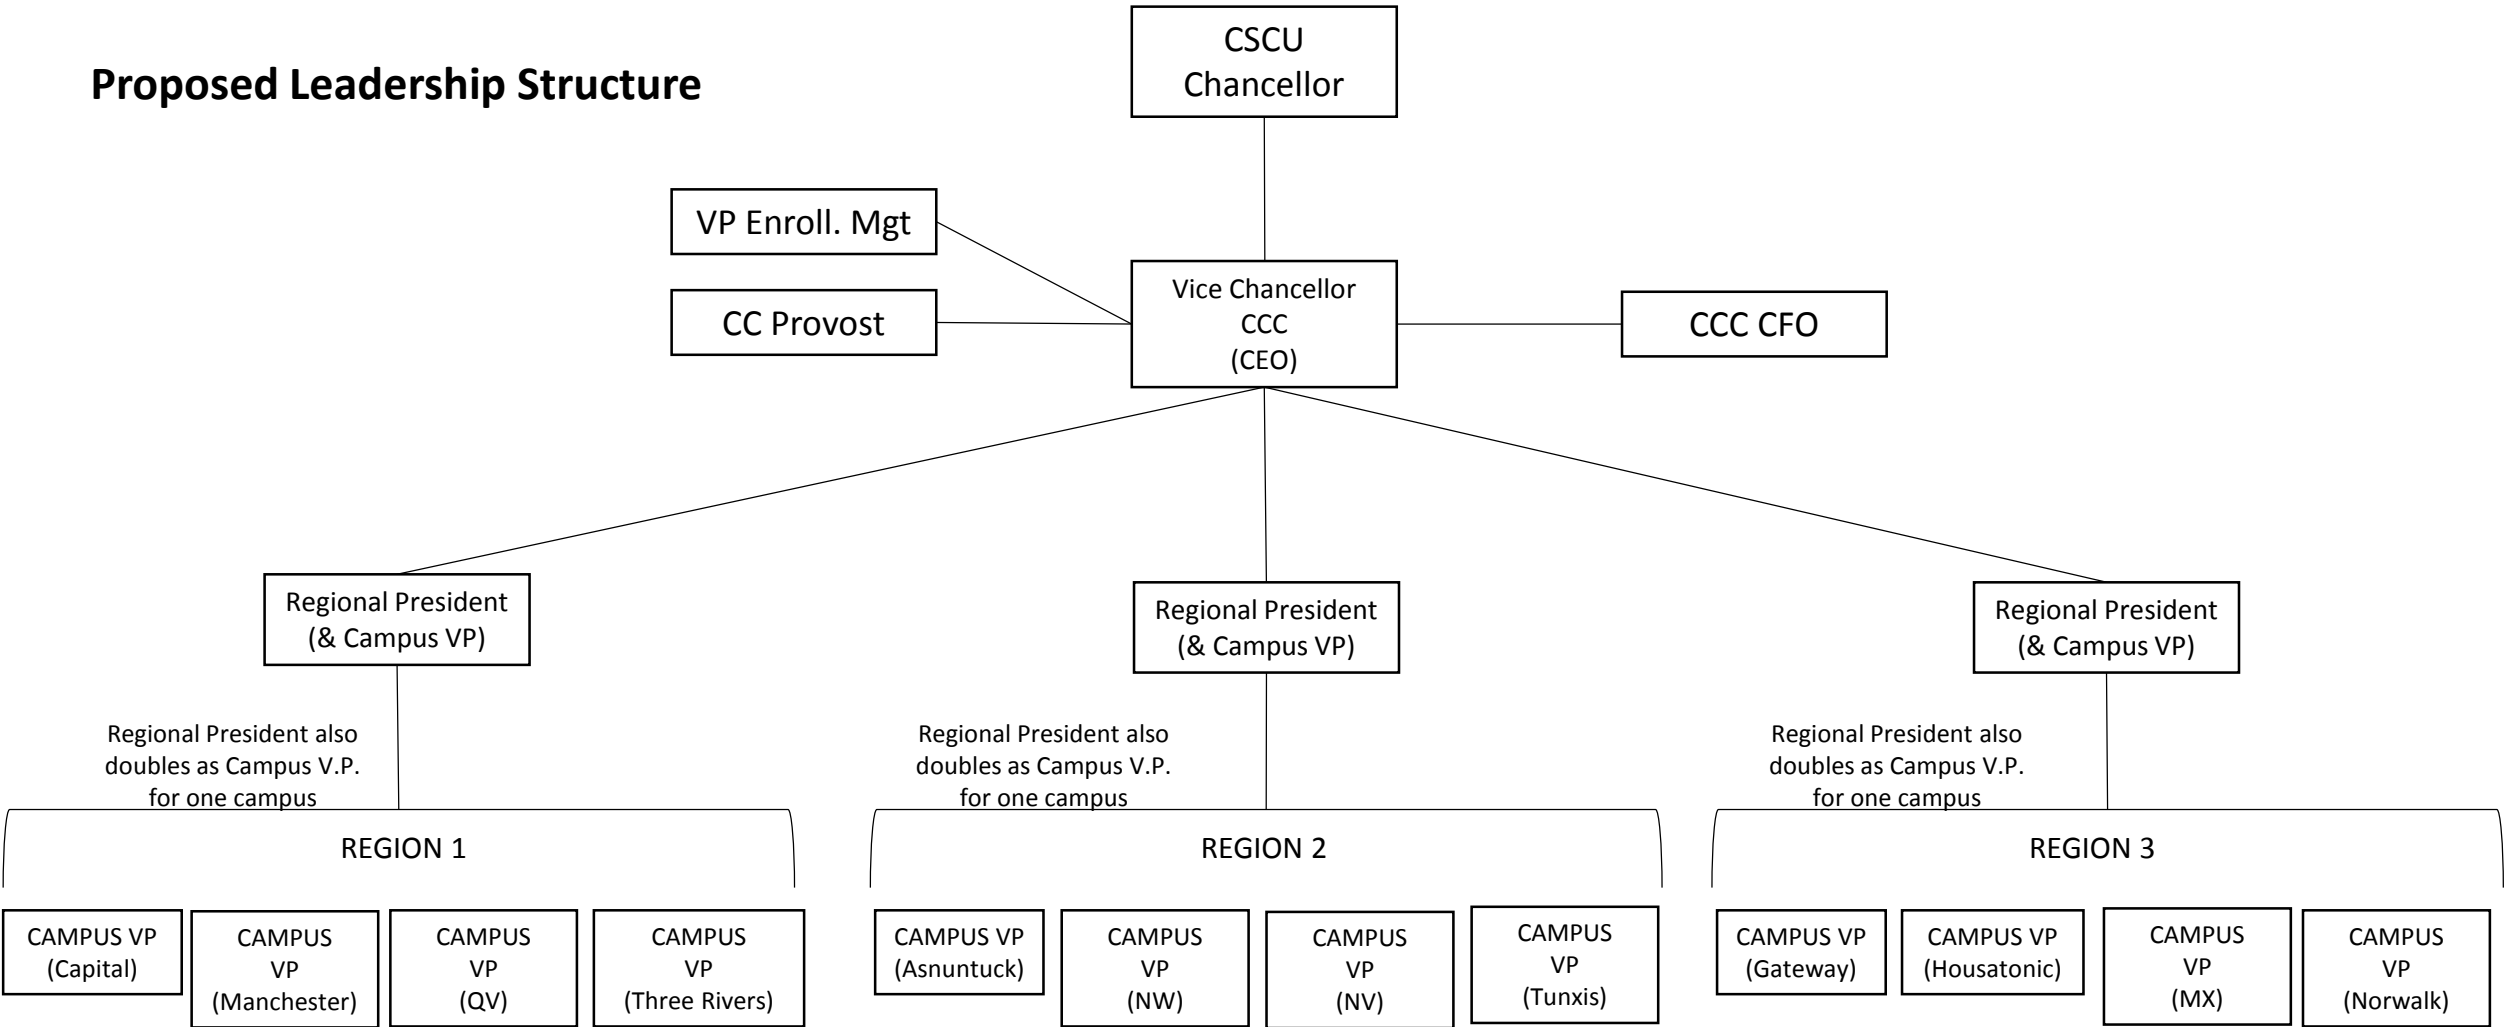 Proposed Leadership Structure
CSCU
Chancellor
VP Enroll. Mgt
CC Provost
Vice Chancellor
CCC
(CEO)
CCC CFO
Regional President
(& Campus VP)
Regional President
(& Campus VP)
Regional President
(& Campus VP)
Regional President also
doubles as Campus V.P.
for one campus
Regional President also
doubles as Campus V.P.
for one campus
Regional President also
doubles as Campus V.P.
for one campus
REGION 1
REGION 2
REGION 3
CAMPUS VP
(Capital)
CAMPUS
VP
(Manchester)
CAMPUS
VP
(QV)
CAMPUS
VP
(Three Rivers)
CAMPUS VP
(Asnuntuck)
CAMPUS
VP
(NW)
CAMPUS
VP
(NV)
CAMPUS
VP
(Tunxis)
CAMPUS VP
(Gateway)
CAMPUS VP
(Housatonic)
CAMPUS
VP
(MX)
CAMPUS
VP
(Norwalk)